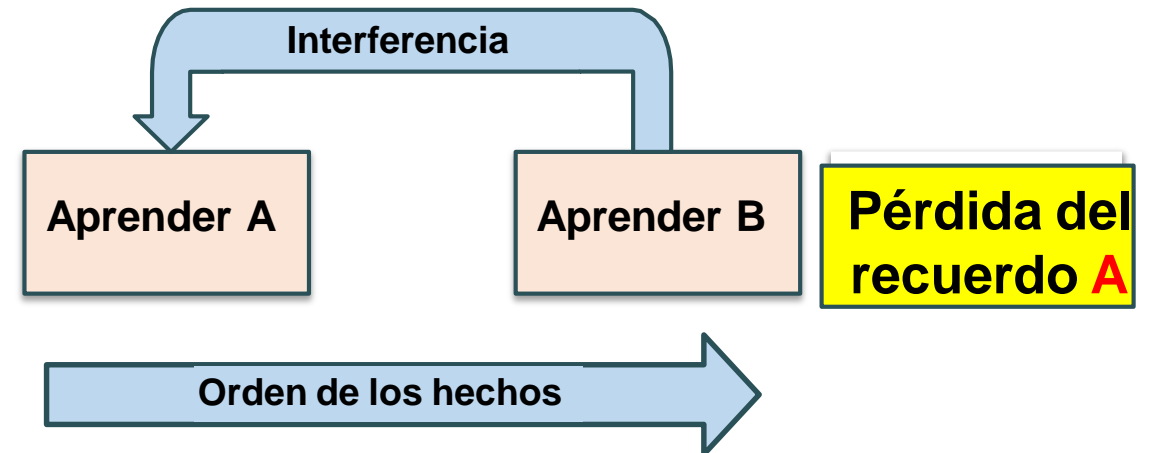 Interferencia
Aprender A
Aprender B
Pérdida del
recuerdo A
Orden de los hechos